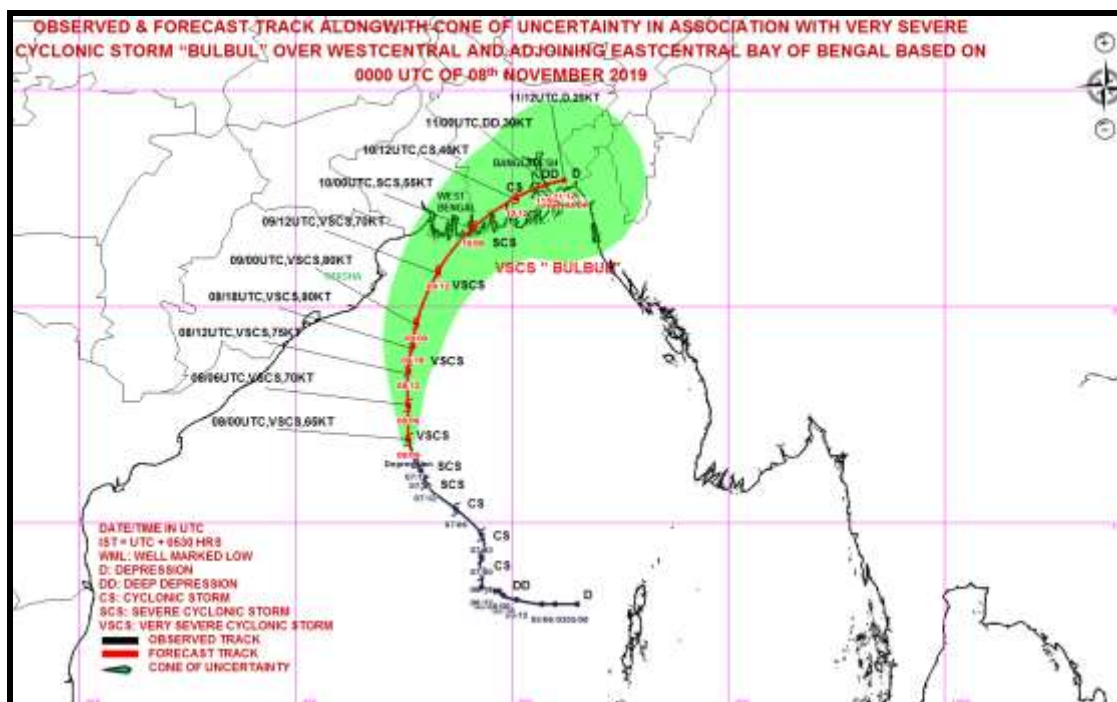 OBSERVED & FORECAST TRACK ALONGWITH CONE OF UNCERTAINTY IN ASSOCIATION WITH VERY SEVERE
CYCLONIC STORM "BULBUL" OVER WESTCENTRAL AND ADJOINING EASTCENTRAL BAY OF BENGAL BASED ON
0000 UTC OF 08th NOVEMBER 2019
11/12UTC,D,25KT
11/00UTC,DD,30KT
10/12UTC,CS,40KT
BANGLADESH
DD
D
10/00UTC,SCS,55KT
CS
WEST
BENGAL
09/12UTC,VSCS,70KT
SCS
09/00UTC,VSCS,80KT
VSCS " BULBUL"
VSCS
08/18UTC,VSCS,80KT
08/12UTC,VSCS,75KT
VSCS
08/06UTC,VSCS,70KT
08/00UTC,VSCS,65KT
VSCS
Depression
SCS
SCS
CS
CS
CS
DD
D
DATE/TIME IN UTC
IST = UTC + 0530 HRS
WML: WELL MARKED LOW
D: DEPRESSION
DD: DEEP DEPRESSION
CS: CYCLONIC STORM
SCS: SEVERE CYCLONIC STORM
VSCS: VERY SEVERE CYCLONIC STORM
OBSERVED TRACK
FORECAST TRACK
CONE OF UNCERTAINTY